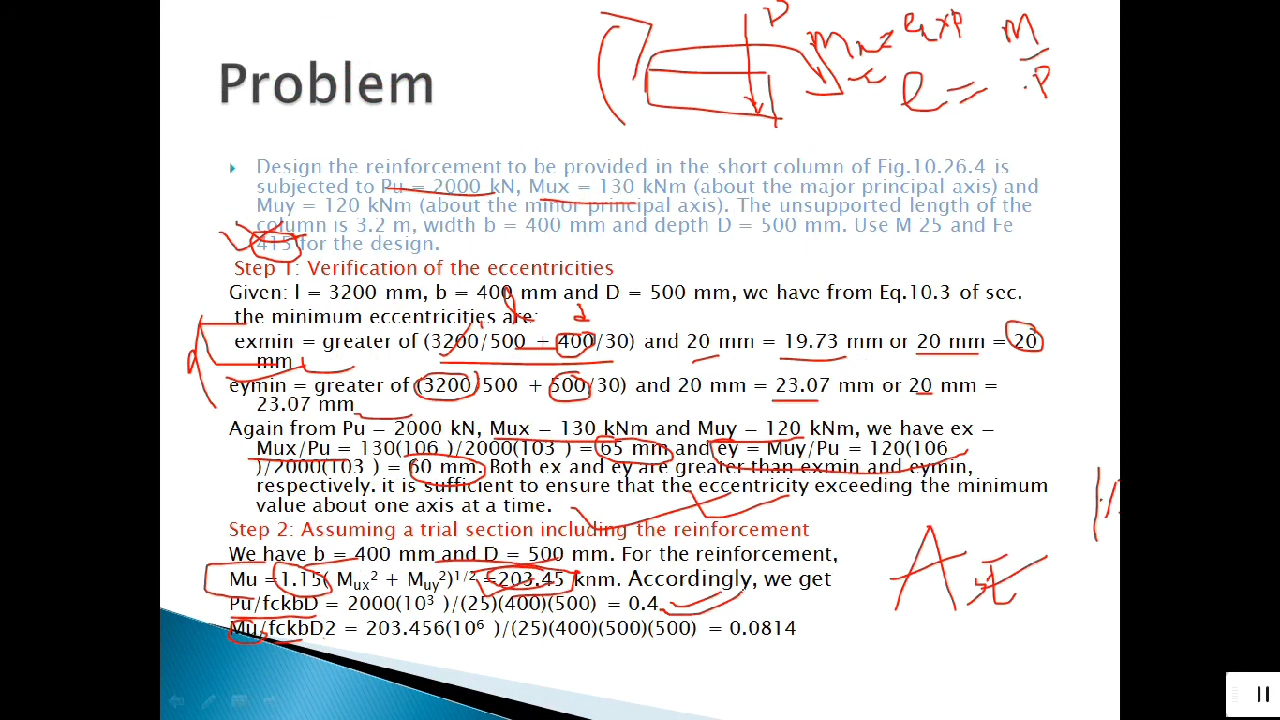 Problem
P
Mux = ex×P
e = M
P
Design the reinforcement to be provided in the short column of Fig.10.26.4 is
subjected to Pu = 2000 kN, Mux = 130 kNm (about the major principal axis) and
Muy = 120 kNm (about the minor principal axis). The unsupported length of the
column is 3.2 m, width b = 400 mm and depth D = 500 mm. Use M 25 and Fe
415 for the design.
Step 1: Verification of the eccentricities
Given: l = 3200 mm, b = 400 mm and D = 500 mm, we have from Eq.10.3 of sec.
the minimum eccentricities are:
exmin = greater of (3200/500 + 400/30) and 20 mm = 19.73 mm or 20 mm = 20
mm
eymin = greater of (3200/500 + 500/30) and 20 mm = 23.07 mm or 20 mm =
23.07 mm
Again from Pu = 2000 kN, Mux = 130 kNm and Muy = 120 kNm, we have ex =
Mux/Pu = 130(106 )/2000(103 ) = 65 mm and ey = Muy/Pu = 120(106
)/2000(103 ) = 60 mm. Both ex and ey are greater than exmin and eymin,
respectively. it is sufficient to ensure that the eccentricity exceeding the minimum
value about one axis at a time.
Step 2: Assuming a trial section including the reinforcement
We have b = 400 mm and D = 500 mm. For the reinforcement,
Mu =1.15( Mux² + Muy²)¹/² =203.45 knm. Accordingly, we get
Pu/fckbD = 2000(10³ )/(25)(400)(500) = 0.4
Mu/fckbD2 = 203.456(10⁶ )/(25)(400)(500)(500) = 0.0814
Ast